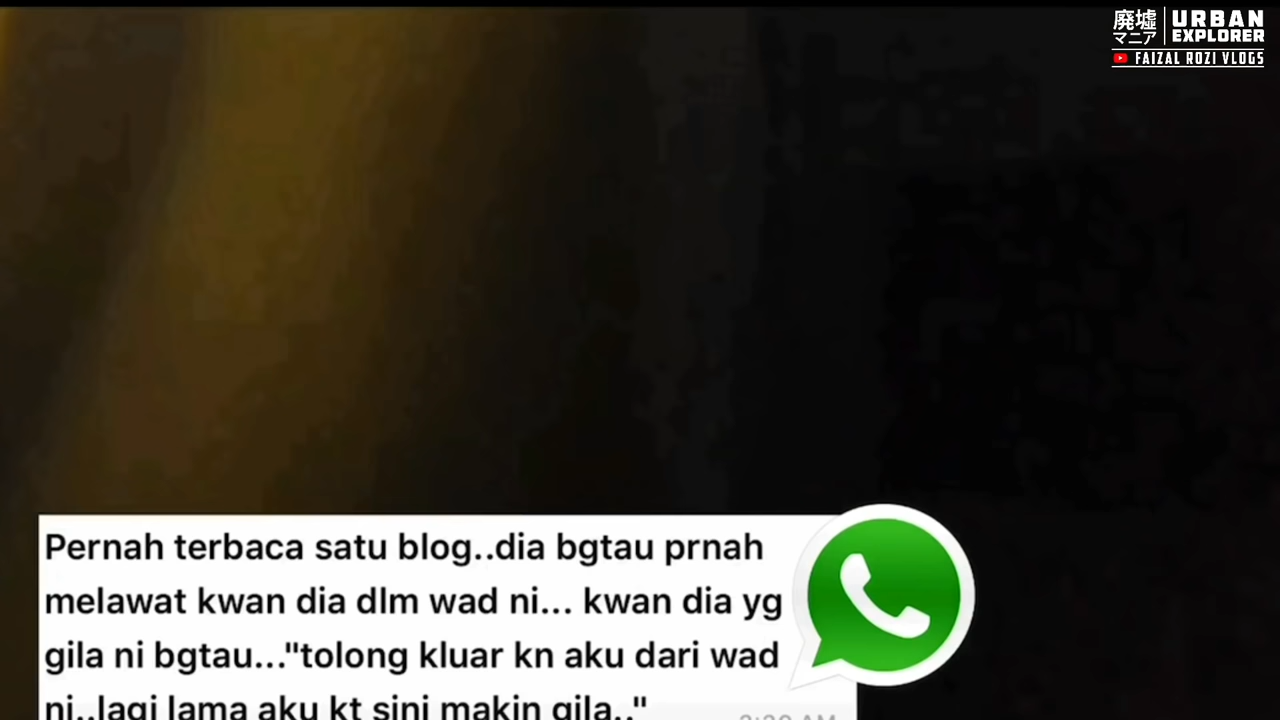 廃墟
マニア
URBAN
EXPLORER
FAIZAL ROZI VLOGS
Pernah terbaca satu blog..dia bgtau prnah
melawat kwan dia dlm wad ni... kwan dia yg
gila ni bgtau..."tolong kluar kn aku dari wad
ni..lagi lama aku kt sini makin gila.."